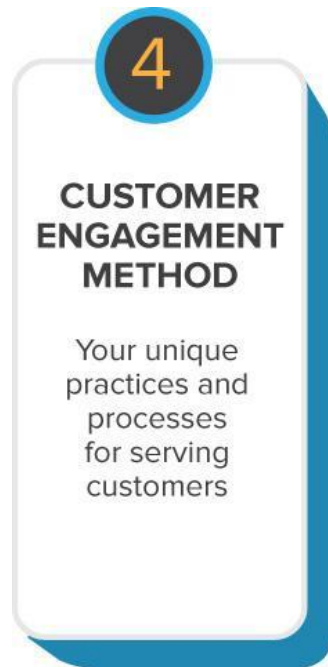 4
CUSTOMER
ENGAGEMENT
METHOD
Your unique
practices and
processes
for serving
customers